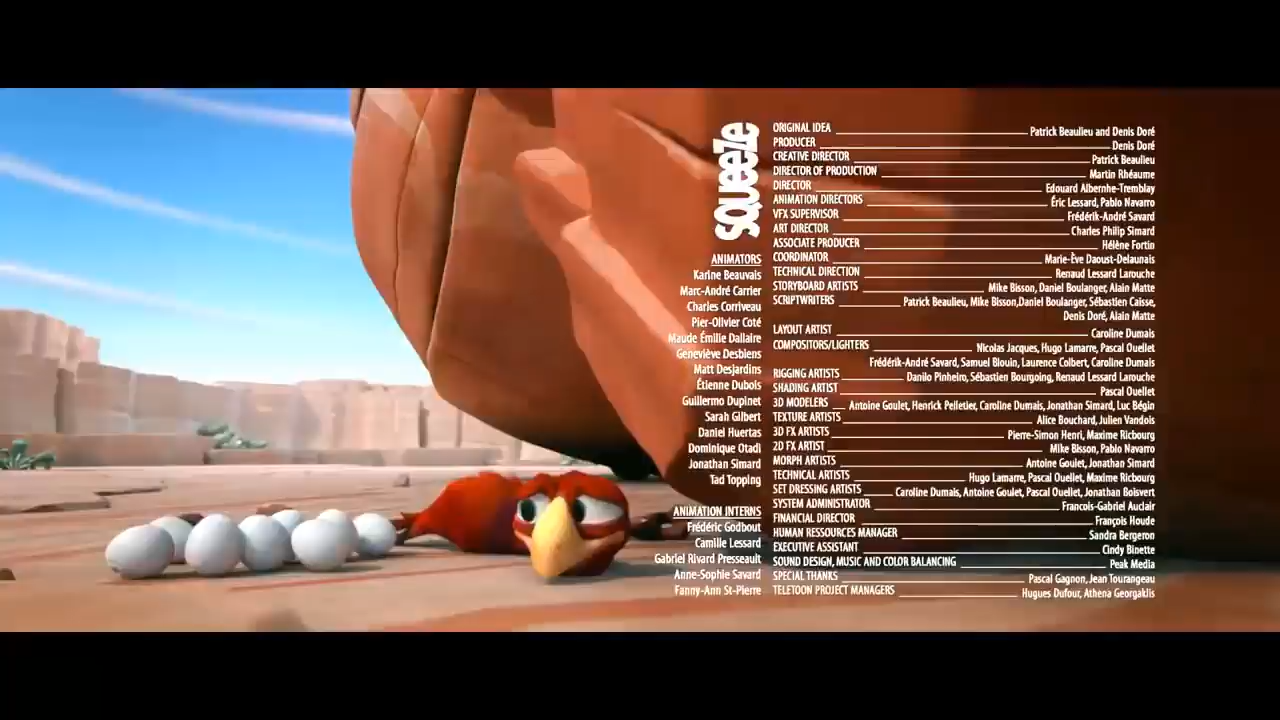 squeeze
ORIGINAL IDEA Patrick Beaulieu and Denis Doré
PRODUCER Denis Doré
CREATIVE DIRECTOR Patrick Beaulieu
DIRECTOR OF PRODUCTION Martin Rhéaume
DIRECTOR Edouard Albernhe-Tremblay
ANIMATION DIRECTORS Éric Lessard, Pablo Navarro
VFX SUPERVISOR Frédérik-André Savard
ART DIRECTOR Charles Philip Simard
ASSOCIATE PRODUCER Hélène Fortin
COORDINATOR Marie-Ève Daoust-Delaunais
TECHNICAL DIRECTION Renaud Lessard Larouche
STORYBOARD ARTISTS Mike Bisson, Daniel Boulanger, Alain Matte
SCRIPTWRITERS Patrick Beaulieu, Mike Bisson,Daniel Boulanger, Sébastien Caisse,
Denis Doré, Alain Matte
LAYOUT ARTIST Caroline Dumais
COMPOSITORS/LIGHTERS Nicolas Jacques, Hugo Lamarre, Pascal Ouellet
Frédérik-André Savard, Samuel Blouin, Laurence Colbert, Caroline Dumais
RIGGING ARTISTS Danilo Pinheiro, Sébastien Bourgoing, Renaud Lessard Larouche
SHADING ARTIST Pascal Ouellet
3D MODELERS Antoine Goulet, Henrick Pelletier, Caroline Dumais, Jonathan Simard, Luc Bégin
TEXTURE ARTISTS Alice Bouchard, Julien Vandois
3D FX ARTISTS Pierre-Simon Henri, Maxime Ricbourg
2D FX ARTIST Mike Bisson, Pablo Navarro
MORPH ARTISTS Antoine Goulet, Jonathan Simard
TECHNICAL ARTISTS Hugo Lamarre, Pascal Ouellet, Maxime Ricbourg
SET DRESSING ARTISTS Caroline Dumais, Antoine Goulet, Pascal Ouellet, Jonathan Boisvert
SYSTEM ADMINISTRATOR Francois-Gabriel Auclair
FINANCIAL DIRECTOR François Houde
HUMAN RESSOURCES MANAGER Sandra Bergeron
EXECUTIVE ASSISTANT Cindy Binette
SOUND DESIGN, MUSIC AND COLOR BALANCING Peak Media
SPECIAL THANKS Pascal Gagnon, Jean Tourangeau
TELETOON PROJECT MANAGERS Hugues Dufour, Athena Georgaklis
ANIMATORS
Karine Beauvais
Marc-André Carrier
Charles Corriveau
Pier-Olivier Coté
Maude Émilie Dallaire
Geneviève Desbiens
Matt Desjardins
Étienne Dubois
Guillermo Dupinet
Sarah Gilbert
Daniel Huertas
Dominique Otadi
Jonathan Simard
Tad Topping
ANIMATION INTERNS
Frédéric Godbout
Camille Lessard
Gabriel Rivard Presseault
Anne-Sophie Savard
Fanny-Ann St-Pierre